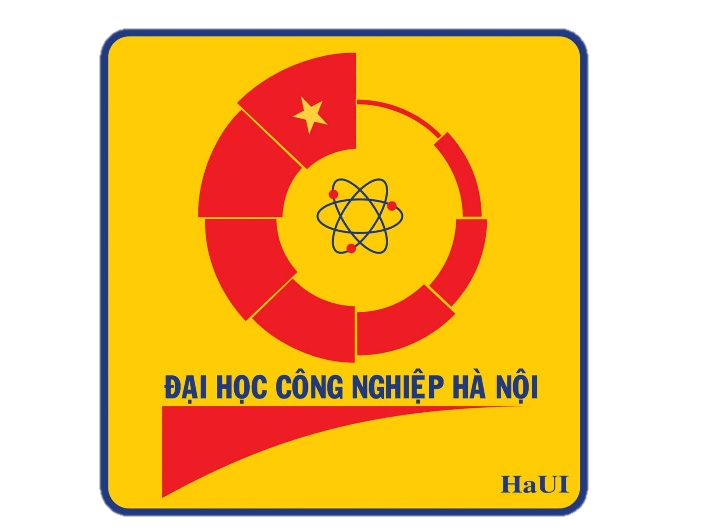 ĐẠI HỌC CÔNG NGHIỆP HÀ NỘI
HaUI